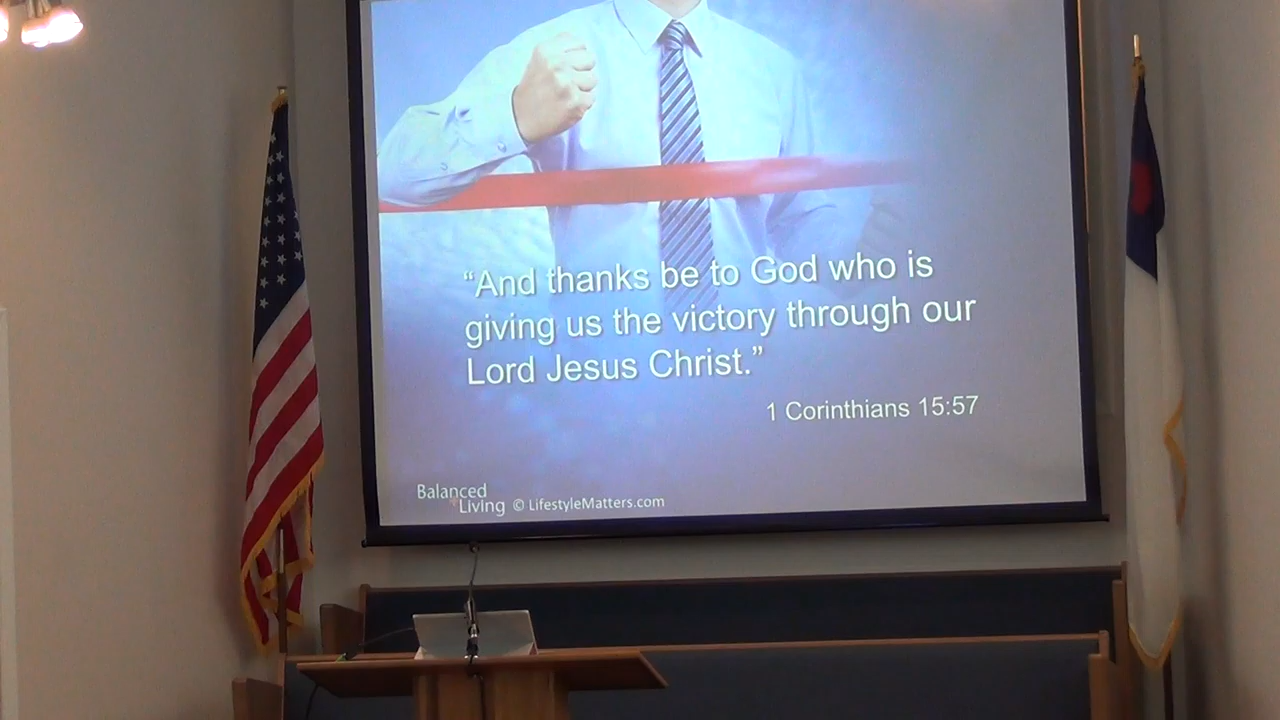 “And thanks be to God who is
giving us the victory through our
Lord Jesus Christ.”
1 Corinthians 15:57
Balanced
Living © LifestyleMatters.com